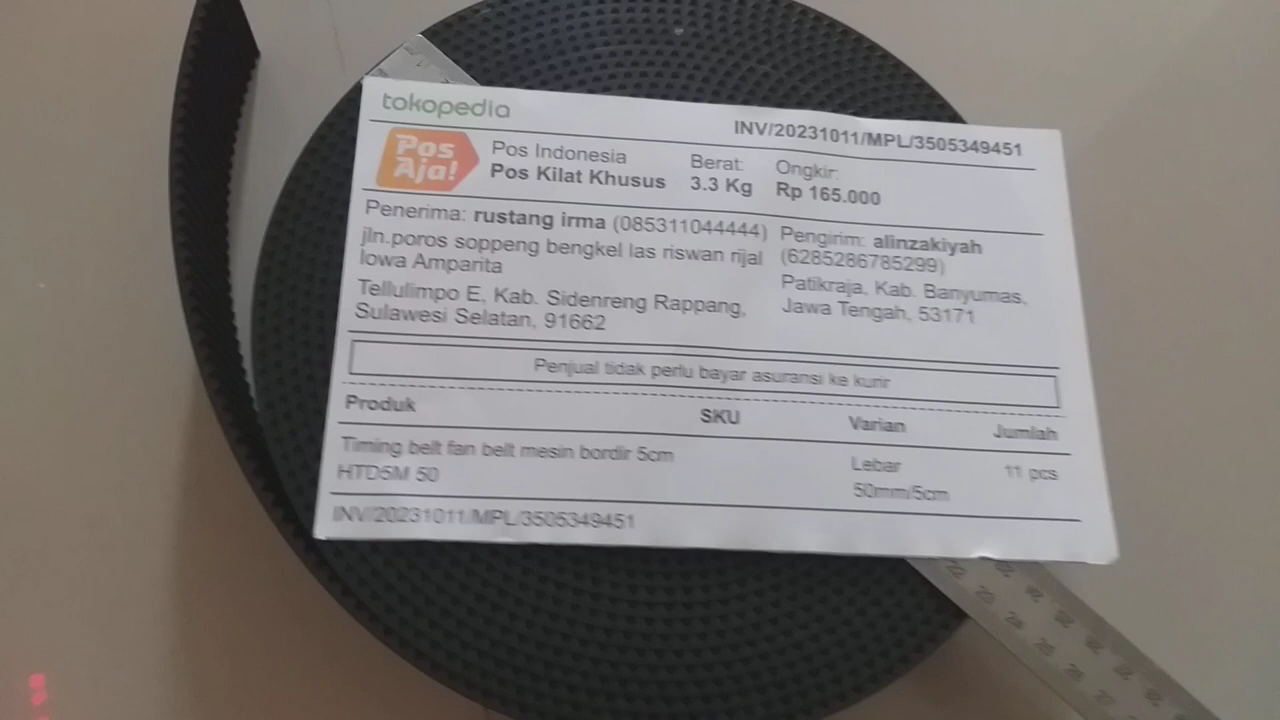 tokopedia
INV/20231011/MPL/3505349451
Pos Aja!
Pos Indonesia
Pos Kilat Khusus
Berat:
3.3 Kg
Ongkir:
Rp 165.000
Penerima: rustang irma (085311044444)
jln.poros soppeng bengkel las riswan rijal
lowa Amparita
Tellulimpo E, Kab. Sidenreng Rappang,
Sulawesi Selatan, 91662
Pengirim: alinzakiyah
(6285286785299)
Patikraja, Kab. Banyumas,
Jawa Tengah, 53171
Penjual tidak perlu bayar asuransi ke kurir
Produk SKU Varian Jumlah
Timing belt fan belt mesin bordir 5cm
HTD5M 50
Lebar
50mm/5cm
11 pcs
INV/20231011/MPL/3505349451